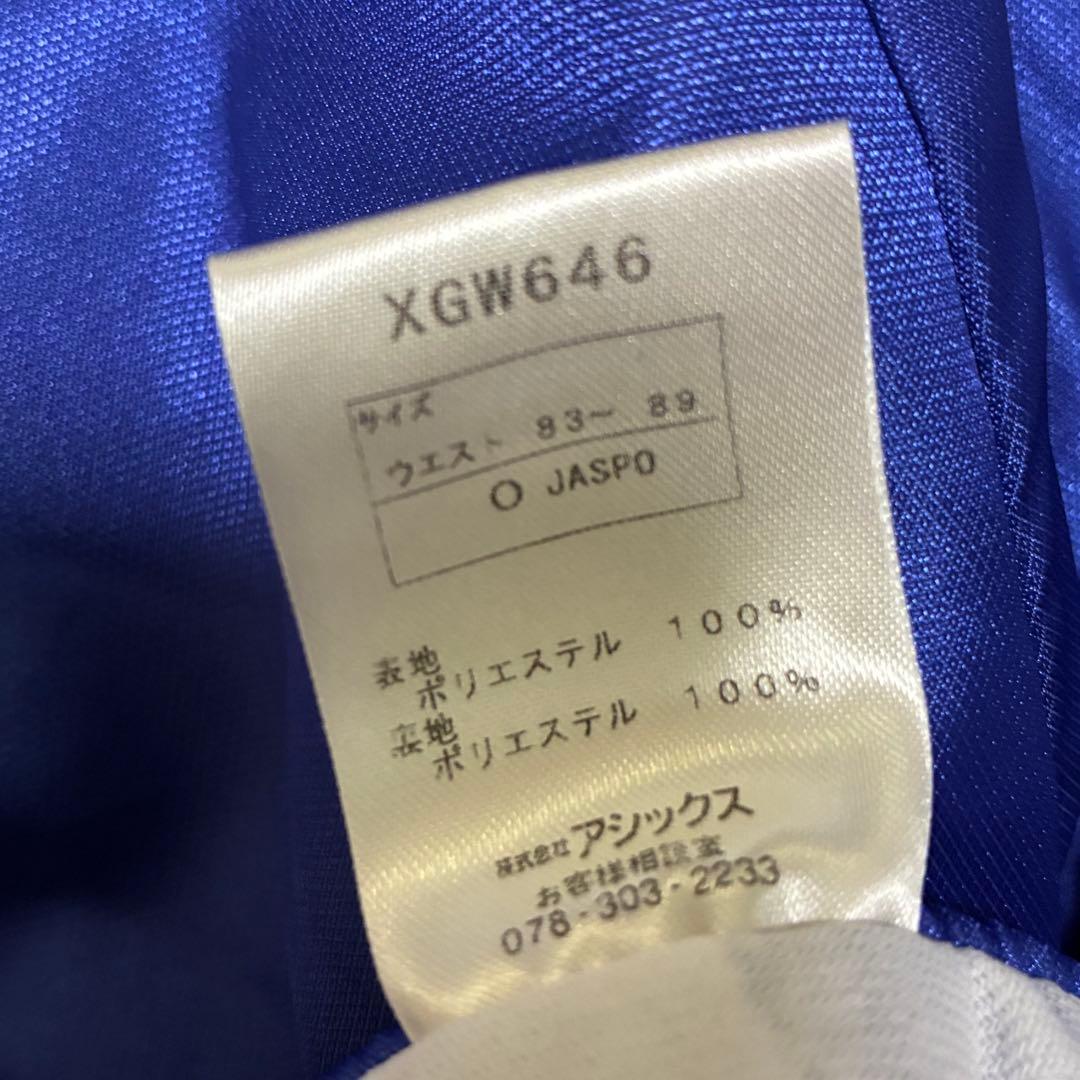 XGW646
サイズ
ウエスト 83〜 89
O JASPO
表地
ポリエステル 100%
裏地
ポリエステル 100%
株式会社アシックス
お客様相談室
078-303-2233